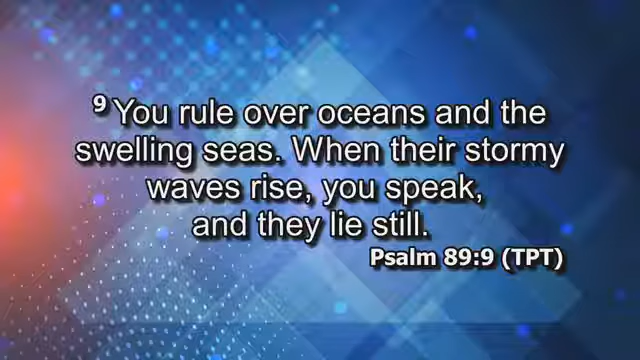 9 You rule over oceans and the
swelling seas. When their stormy
waves rise, you speak,
and they lie still.
Psalm 89:9 (TPT)